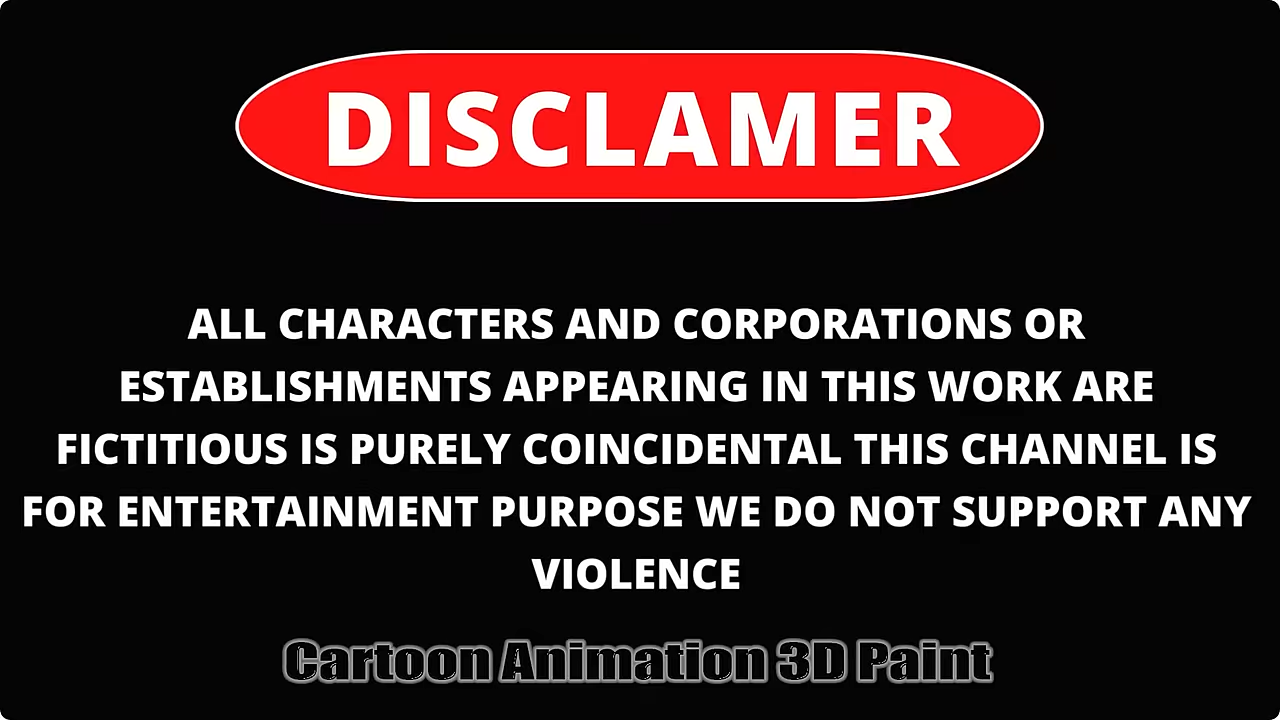 DISCLAMER
ALL CHARACTERS AND CORPORATIONS OR
ESTABLISHMENTS APPEARING IN THIS WORK ARE
FICTITIOUS IS PURELY COINCIDENTAL THIS CHANNEL IS
FOR ENTERTAINMENT PURPOSE WE DO NOT SUPPORT ANY
VIOLENCE
Cartoon Animation 3D Paint